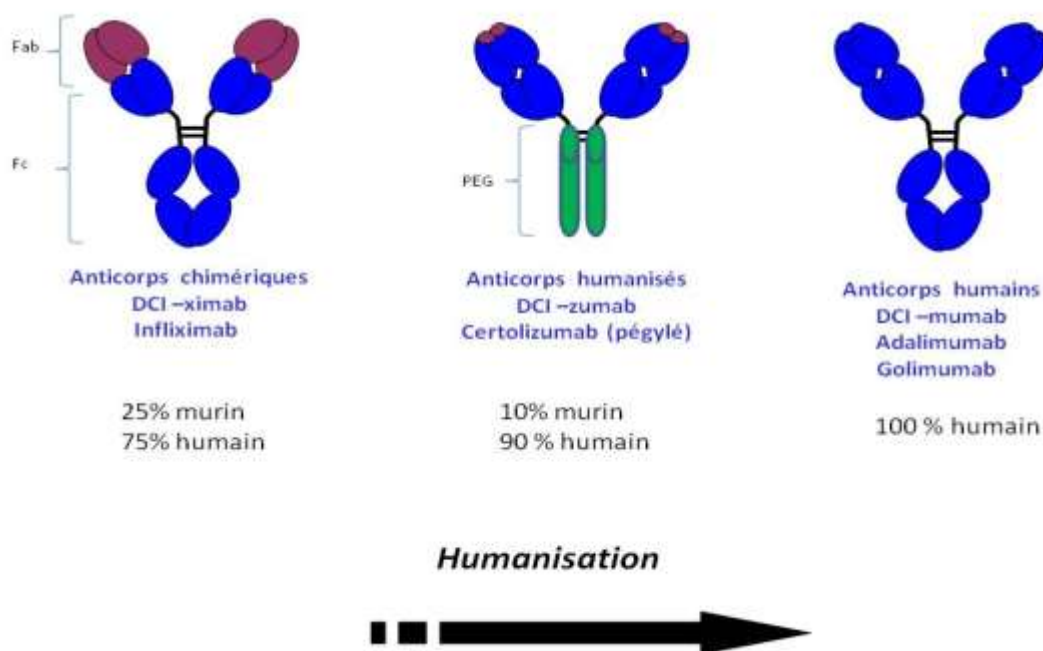 Fab
Fc
PEG
Anticorps chimériques
DCI –ximab
Infliximab
Anticorps humanisés
DCI –zumab
Certolizumab (pégylé)
Anticorps humains
DCI –mumab
Adalimumab
Golimumab
25% murin
75% humain
10% murin
90 % humain
100 % humain
Humanisation